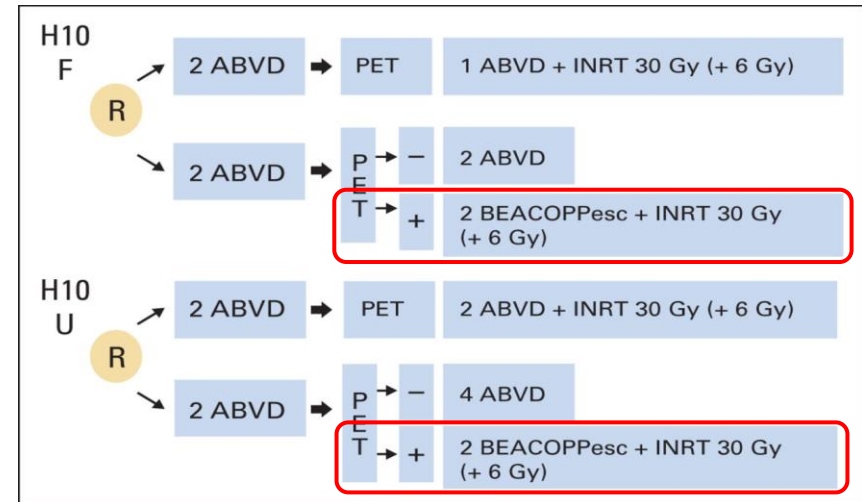 H10
F
R
2 ABVD
PET
1 ABVD + INRT 30 Gy (+ 6 Gy)
2 ABVD
PET
−
2 ABVD
+
2 BEACOPPesc + INRT 30 Gy
(+ 6 Gy)
H10
U
R
2 ABVD
PET
2 ABVD + INRT 30 Gy (+ 6 Gy)
2 ABVD
PET
−
4 ABVD
+
2 BEACOPPesc + INRT 30 Gy
(+ 6 Gy)